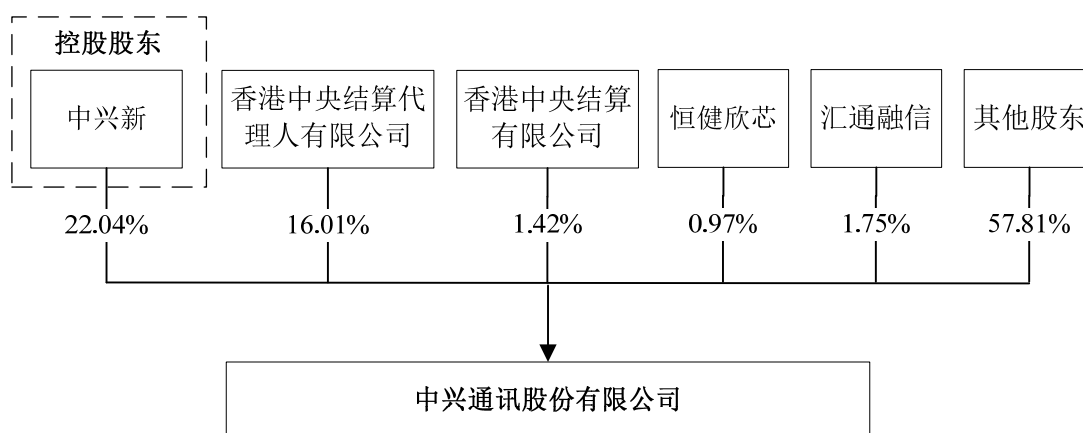 控股股东
中兴新
香港中央结算代
理人有限公司
香港中央结算
有限公司
恒健欣芯
汇通融信
其他股东
22.04%
16.01%
1.42%
0.97%
1.75%
57.81%
中兴通讯股份有限公司